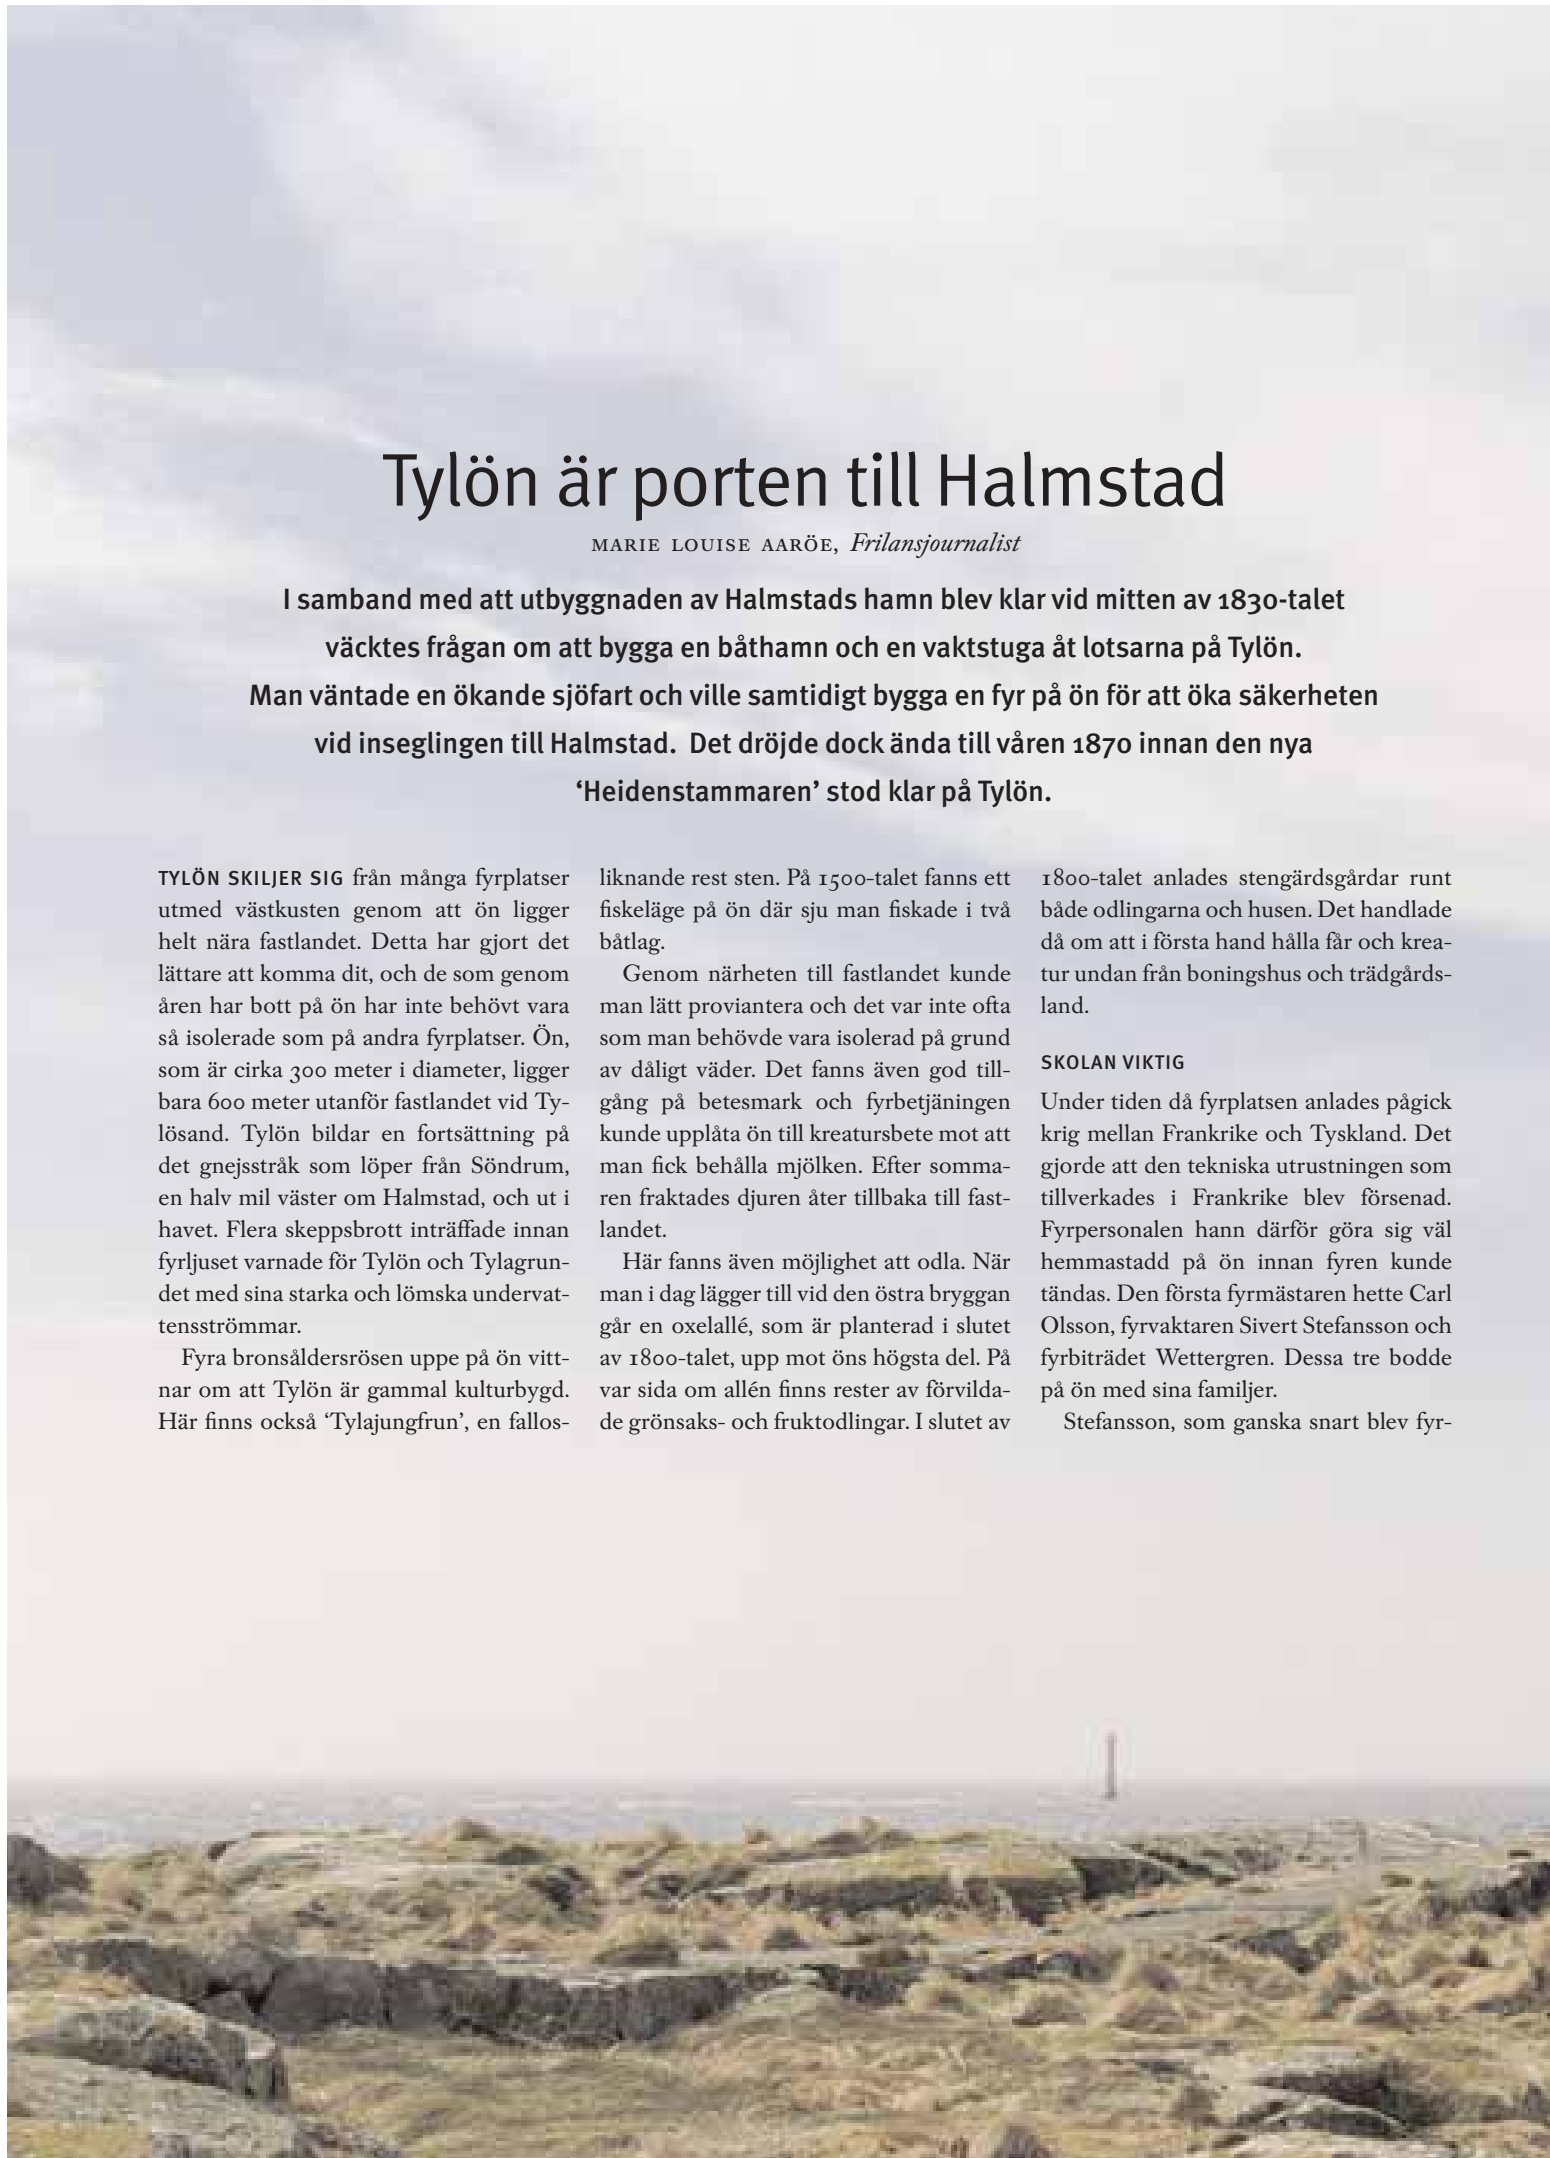 Tylön är porten till Halmstad
MARIE LOUISE AARÖE, Frilansjournalist
I samband med att utbyggnaden av Halmstads hamn blev klar vid mitten av 1830-talet
väcktes frågan om att bygga en båthamn och en vaktstuga åt lotsarna på Tylön.
Man väntade en ökande sjöfart och ville samtidigt bygga en fyr på ön för att öka säkerheten
vid inseglingen till Halmstad. Det dröjde dock ända till våren 1870 innan den nya
‘Heidenstammaren’ stod klar på Tylön.
TYLÖN SKILJER SIG från många fyrplatser
utmed västkusten genom att ön ligger
helt nära fastlandet. Detta har gjort det
lättare att komma dit, och de som genom
åren har bott på ön har inte behövt vara
så isolerade som på andra fyrplatser. Ön,
som är cirka 300 meter i diameter, ligger
bara 600 meter utanför fastlandet vid Ty-
lösand. Tylön bildar en fortsättning på
det gnejsstråk som löper från Söndrum,
en halv mil väster om Halmstad, och ut i
havet. Flera skeppsbrott inträffade innan
fyrljuset varnade för Tylön och Tylagrun-
det med sina starka och lömska undervat-
tensströmmar.
Fyra bronsåldersrösen uppe på ön vitt-
nar om att Tylön är gammal kulturbygd.
Här finns också ‘Tylajungfrun’, en fallos-
liknande rest sten. På 1500-talet fanns ett
fiskeläge på ön där sju man fiskade i två
båtlag.
Genom närheten till fastlandet kunde
man lätt proviantera och det var inte ofta
som man behövde vara isolerad på grund
av dåligt väder. Det fanns även god till-
gång på betesmark och fyrbetjäningen
kunde upplåta ön till kreatursbete mot att
man fick behålla mjölken. Efter somma-
ren fraktades djuren åter tillbaka till fast-
landet.
Här fanns även möjlighet att odla. När
man i dag lägger till vid den östra bryggan
går en oxelallé, som är planterad i slutet
av 1800-talet, upp mot öns högsta del. På
var sida om allén finns rester av förvilda-
de grönsaks- och fruktodlingar. I slutet av
1800-talet anlades stengärdsgårdar runt
både odlingarna och husen. Det handlade
då om att i första hand hålla får och krea-
tur undan från boningshus och trädgårds-
land.
SKOLAN VIKTIG
Under tiden då fyrplatsen anlades pågick
krig mellan Frankrike och Tyskland. Det
gjorde att den tekniska utrustningen som
tillverkades i Frankrike blev försenad.
Fyrpersonalen hann därför göra sig väl
hemmastadd på ön innan fyren kunde
tändas. Den första fyrmästaren hette Carl
Olsson, fyrvaktaren Sivert Stefansson och
fyrbiträdet Wettergren. Dessa tre bodde
på ön med sina familjer.
Stefansson, som ganska snart blev fyr-